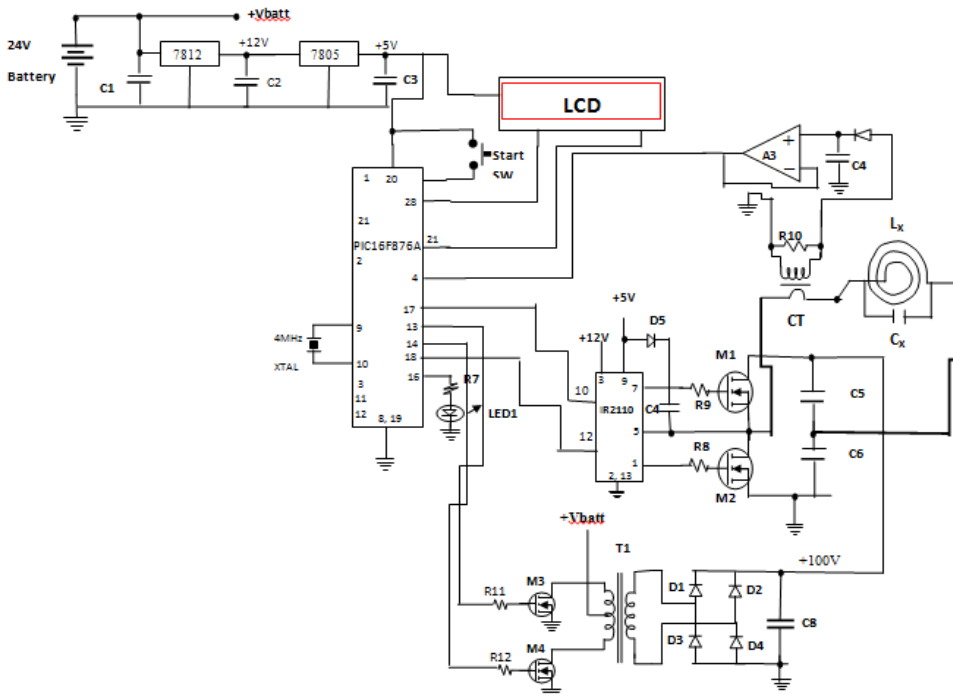 +Vbatt
24V
Battery
7812
+12V
7805
+5V
C1
C2
C3
LCD
Start
SW
A3
C4
1
20
28
21
PIC16F876A
21
2
4
R10
Lx
CT
Cx
17
13
14
18
16
9
10
4MHz
XTAL
3
11
12
8, 19
R7
LED1
+5V
D5
+12V
3
9
7
10
IR2110
C4
5
12
1
2, 13
R9
M1
R8
M2
C5
C6
+Vbatt
T1
+100V
R11
M3
D1
D2
D3
D4
C8
R12
M4